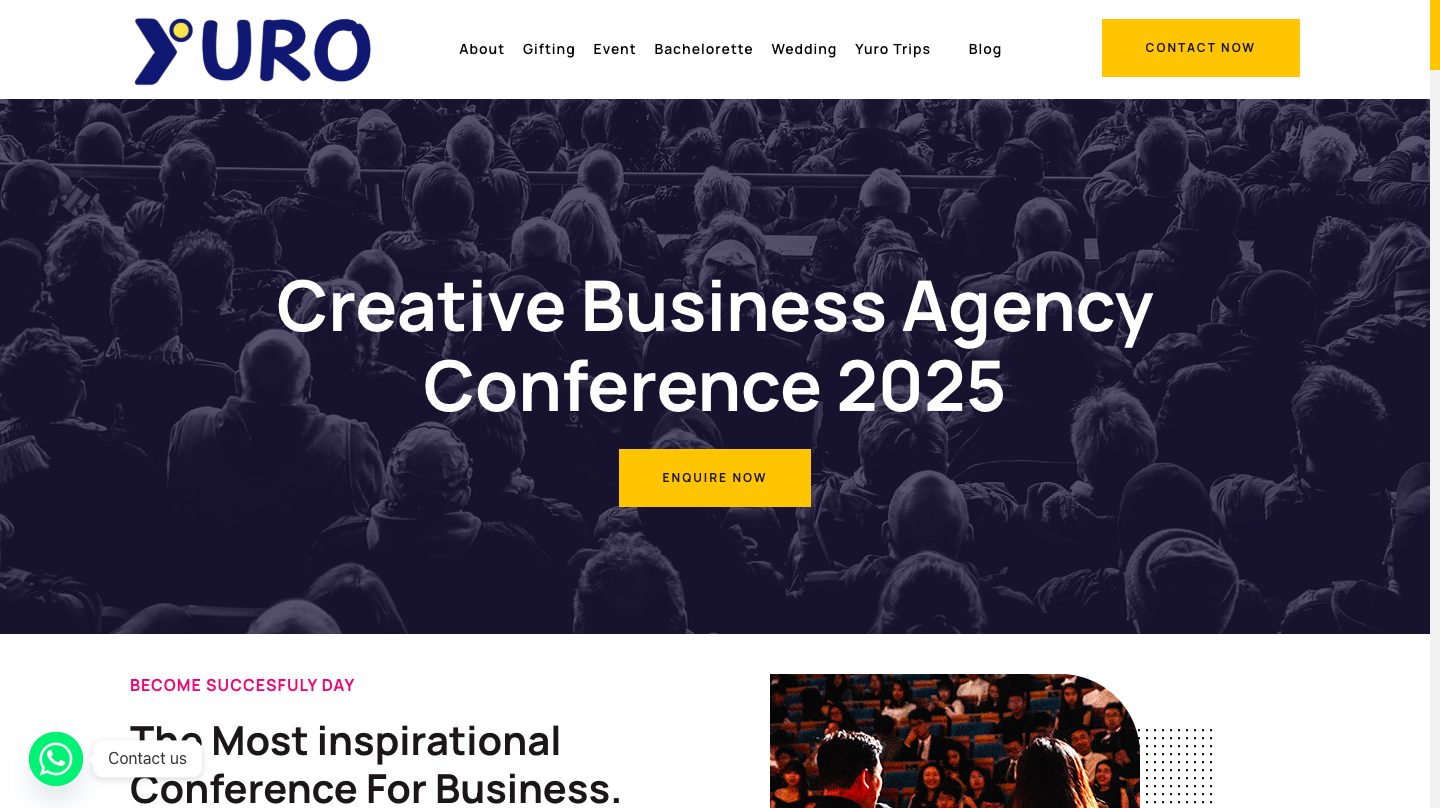 YURO
About Gifting Event Bachelorette Wedding Yuro Trips Blog
CONTACT NOW
Creative Business Agency
Conference 2025
ENQUIRE NOW
BECOME SUCCESFULY DAY
The Most inspirational
Conference For Business.
Contact us